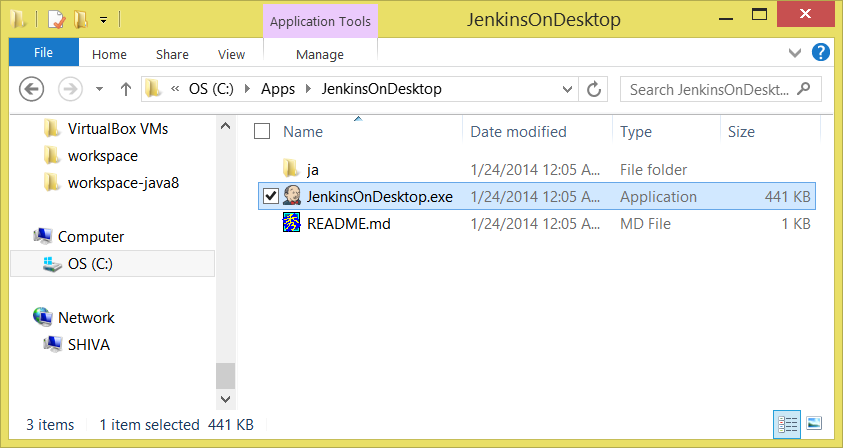 Application Tools
JenkinsOnDesktop
File
Home
Share
View
Manage
« OS (C:) Apps JenkinsOnDesktop
Search JenkinsOnDeskt...
VirtualBox VMs
workspace
workspace-java8
Computer
OS (C:)
Network
SHIVA
Name Date modified Type Size
ja 1/24/2014 12:05 A... File folder
JenkinsOnDesktop.exe 1/24/2014 12:05 A... Application 441 KB
README.md 1/24/2014 12:05 A... MD File 1 KB
3 items 1 item selected 441 KB